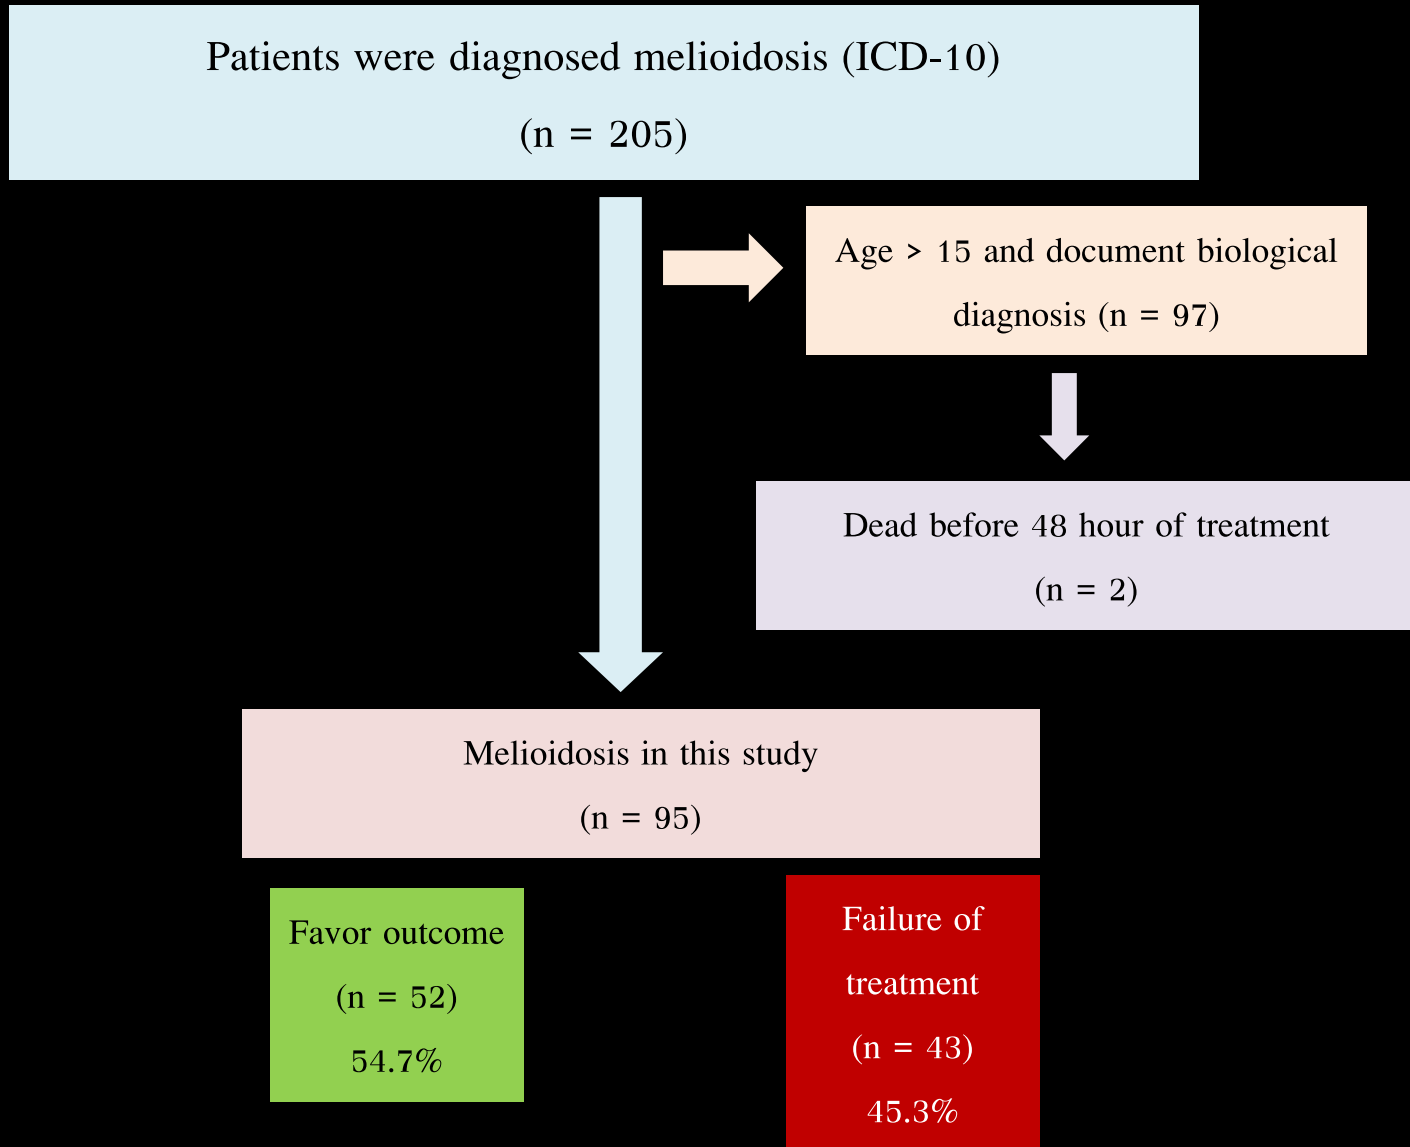 Patients were diagnosed melioidosis (ICD-10)
(n = 205)
Age > 15 and document biological
diagnosis (n = 97)
Dead before 48 hour of treatment
(n = 2)
Melioidosis in this study
(n = 95)
Favor outcome
(n = 52)
54.7%
Failure of
treatment
(n = 43)
45.3%